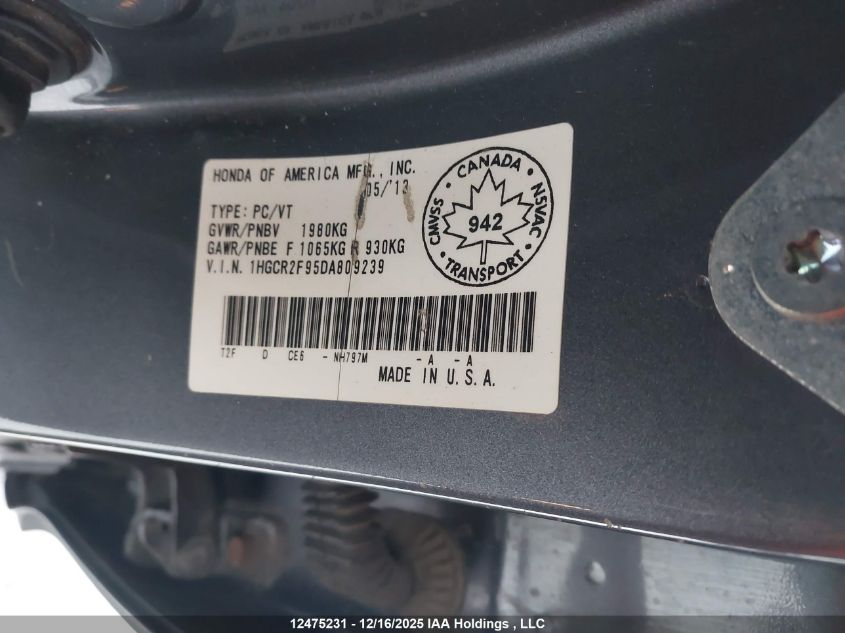 HONDA OF AMERICA MFG., INC.
05/'13
TYPE: PC/VT
GVWR/PNBV 1980KG
GAWR/PNBE F 1065KG R 930KG
V.I.N. 1HGCR2F95DA809239
CANADA
CMVSS
942
NSVAC
TRANSPORT
T2F D CE6 - NH797M -A -A
MADE IN U.S.A.
12475231 - 12/16/2025 IAA Holdings , LLC